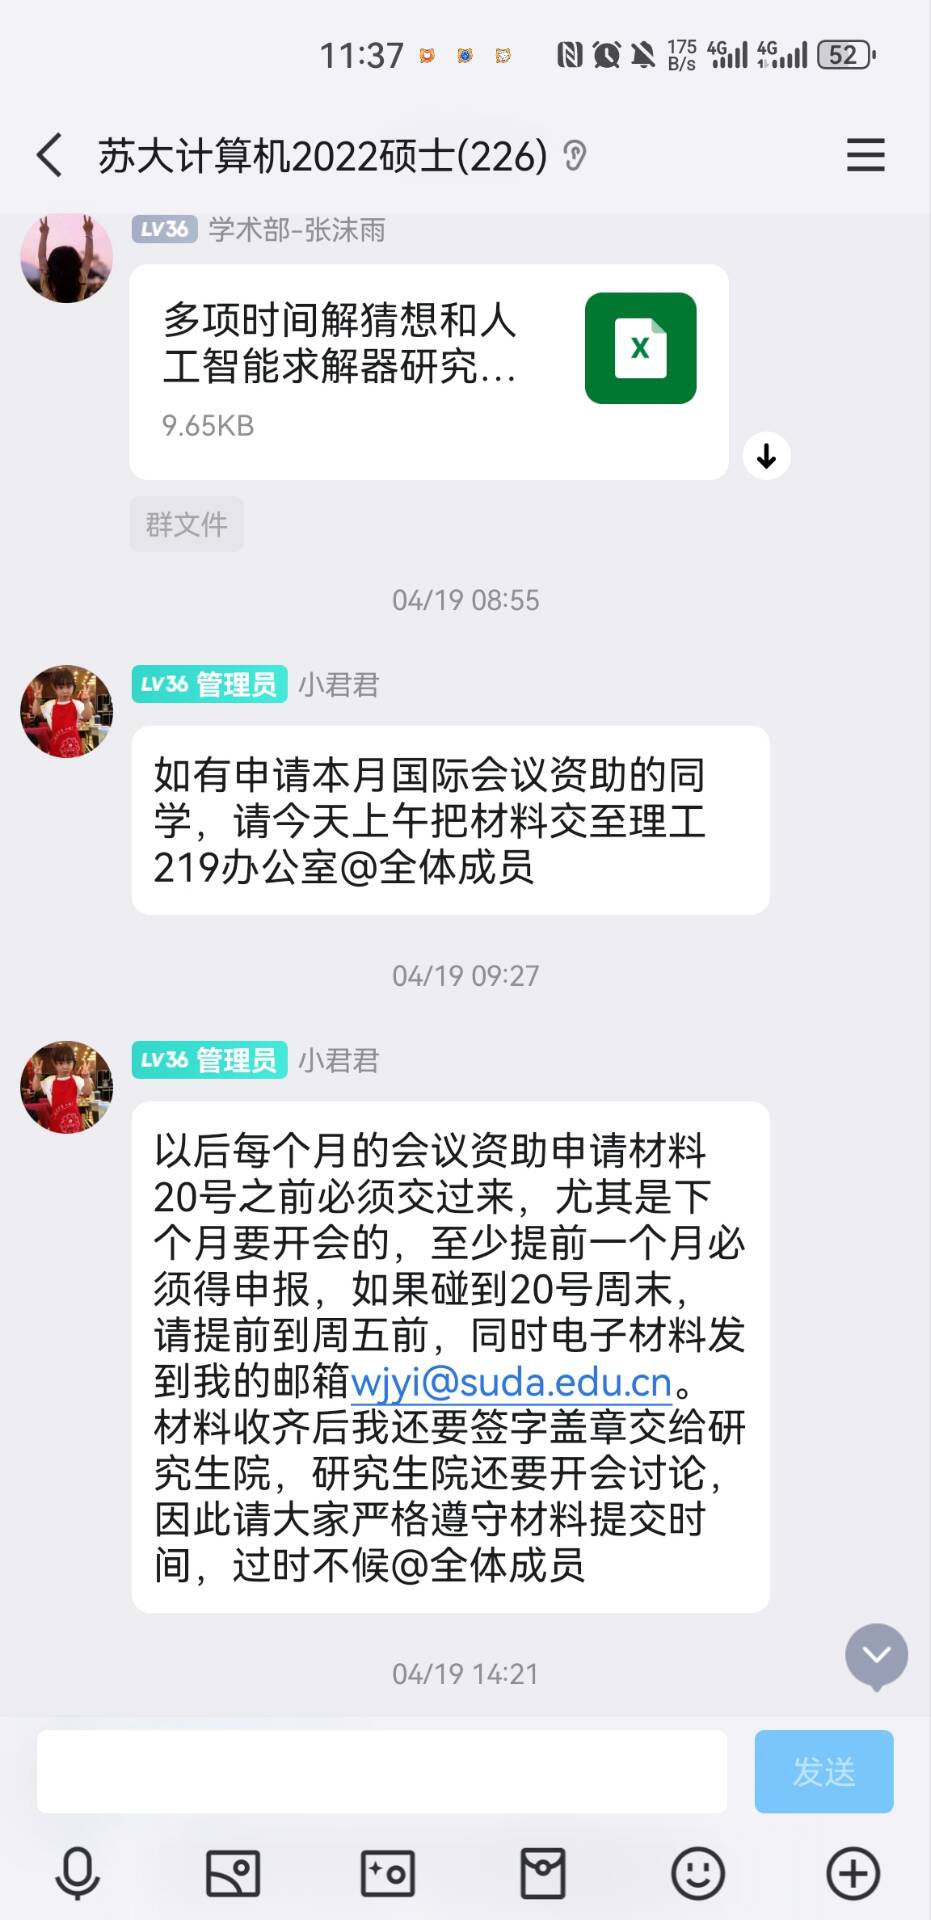 11:37
175
B/s
4G
4G
52
苏大计算机2022硕士(226)
LV36 学术部-张沫雨
多项时间解猜想和人
工智能求解器研究...
X
9.65KB
群文件
04/19 08:55
LV36 管理员 小君君
如有申请本月国际会议资助的同
学，请今天上午把材料交至理工
219办公室@全体成员
04/19 09:27
LV36 管理员 小君君
以后每个月的会议资助申请材料
20号之前必须交过来，尤其是下
个月要开会的，至少提前一个月必
须得申报，如果碰到20号周末，
请提前到周五前，同时电子材料发
到我的邮箱wjyi@suda.edu.cn。
材料收齐后我还要签字盖章交给研
究生院，研究生院还要开会讨论，
因此请大家严格遵守材料提交时
间，过时不候@全体成员
04/19 14:21
发送